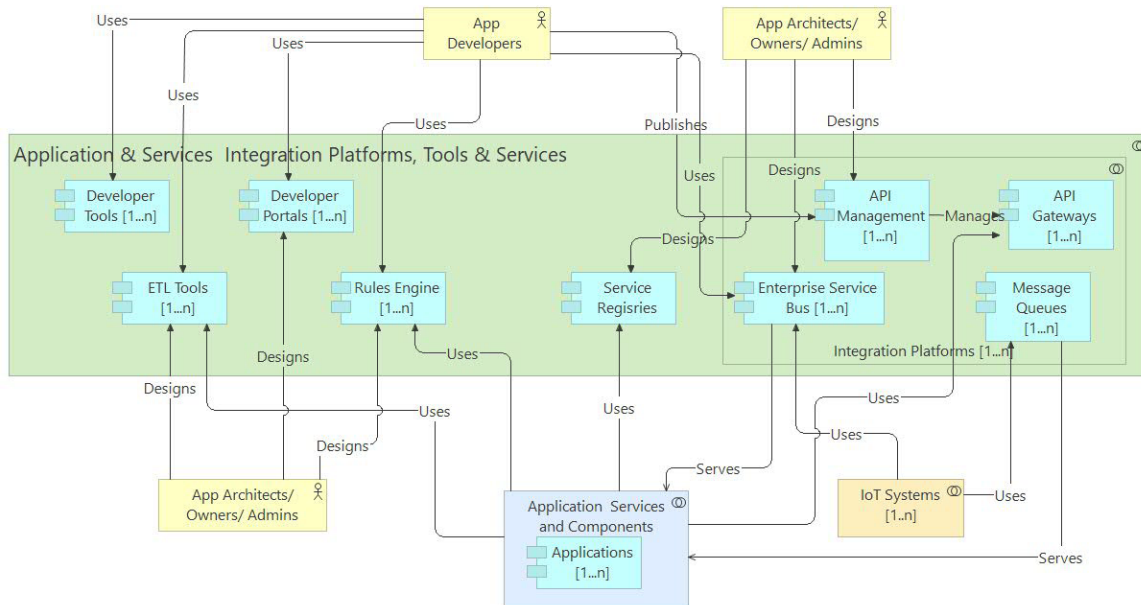 Uses
App
Developers
App Architects/
Owners/ Admins
Uses
Uses
Uses
Publishes
Designs
Application & Services  Integration Platforms, Tools & Services
Uses
Designs
Developer
Tools [1...n]
Developer
Portals [1...n]
API
Management
[1...n]
Manages
API
Gateways
[1...n]
Designs
ETL Tools
[1...n]
Rules Engine
[1...n]
Service
Regisries
Enterprise Service
Bus [1...n]
Message
Queues
[1...n]
Integration Platforms [1...n]
Designs
Uses
Designs
Uses
Uses
Uses
Designs
Uses
App Architects/
Owners/ Admins
Serves
Application  Services
and Components
Applications
[1...n]
IoT Systems
[1..n]
Uses
Serves